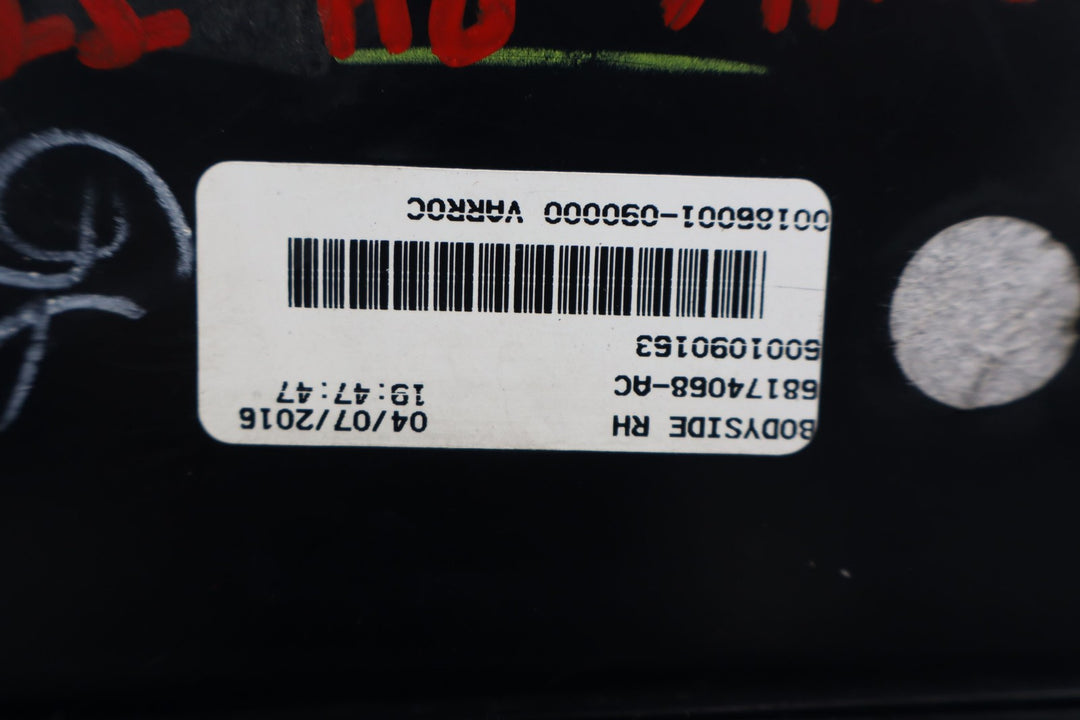 BODYSIDE RH 04/07/2016
68174068-AC 19:47:47
6001090163
00186001-090000 VARROC